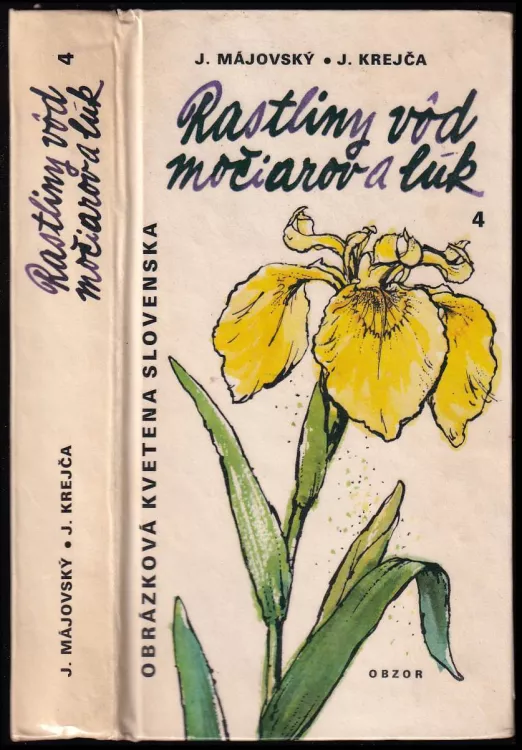 Rastliny vôd
močiarov a lúk
4
J. MÁJOVSKÝ • J. KREJČA
J. MÁJOVSKÝ • J. KREJČA
Rastliny vôd
močiarov a lúk
4
OBRÁZKOVÁ KVETENA SLOVENSKA
OBZOR